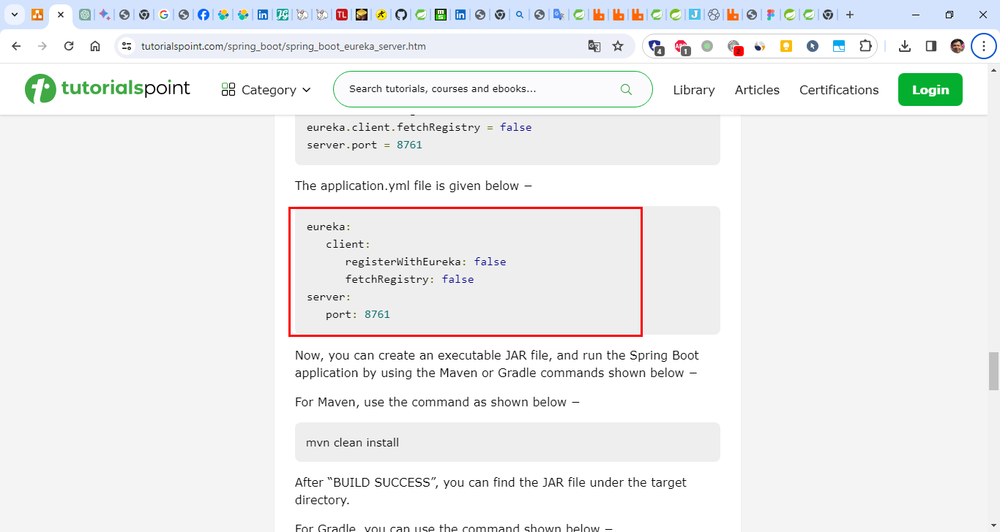 tutorialspoint.com/spring_boot/spring_boot_eureka_server.htm
4
1
2
tutorialspoint
Category
Search tutorials, courses and ebooks...
Library
Articles
Certifications
Login
eureka.client.fetchRegistry = false
server.port = 8761
The application.yml file is given below −
eureka:
client:
registerWithEureka: false
fetchRegistry: false
server:
port: 8761
Now, you can create an executable JAR file, and run the Spring Boot
application by using the Maven or Gradle commands shown below −
For Maven, use the command as shown below −
mvn clean install
After “BUILD SUCCESS”, you can find the JAR file under the target
directory.
For Gradle, you can use the command shown below −